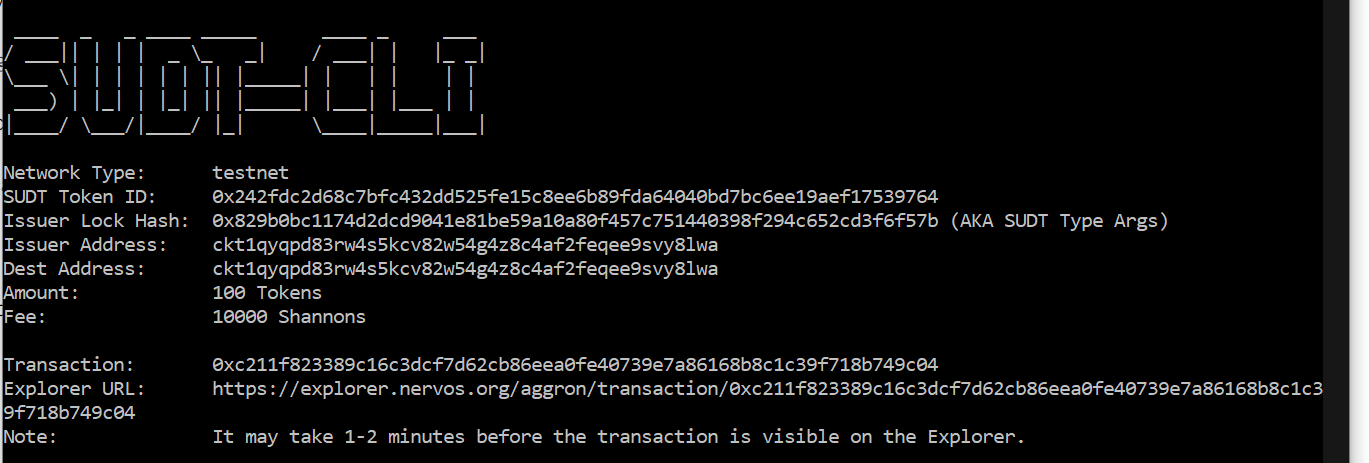 SUDT-CLI
Network Type: testnet
SUDT Token ID: 0x242fdc2d68c7bfc432dd525fe15c8ee6b89fda64040bd7bc6ee19aef17539764
Issuer Lock Hash: 0x829b0bc1174d2dcd9041e81be59a10a80f457c751440398f294c652cd3f6f57b (AKA SUDT Type Args)
Issuer Address: ckt1qyqpd83rw4s5kcv82w54g4z8c4af2feqee9svy8lwa
Dest Address: ckt1qyqpd83rw4s5kcv82w54g4z8c4af2feqee9svy8lwa
Amount: 100 Tokens
Fee: 10000 Shannons
Transaction: 0xc211f823389c16c3dcf7d62cb86eea0fe40739e7a86168b8c1c39f718b749c04
Explorer URL: https://explorer.nervos.org/aggron/transaction/0xc211f823389c16c3dcf7d62cb86eea0fe40739e7a86168b8c1c3
9f718b749c04
Note: It may take 1-2 minutes before the transaction is visible on the Explorer.